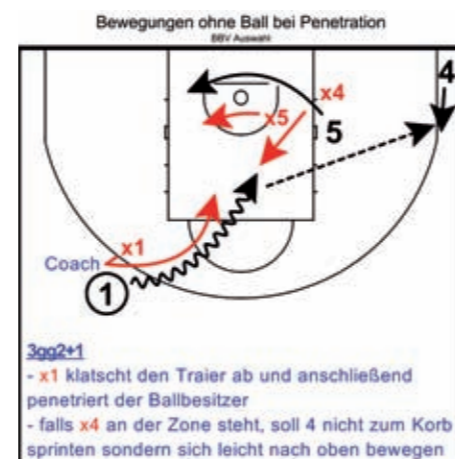 Bewegungen ohne Ball bei Penetration
BBV Auswahl
4
x4
x5
5
x1
Coach
1
3gg2+1
- x1 klatscht den Traier ab und anschließend
penetriert der Ballbesitzer
- falls x4 an der Zone steht, soll 4 nicht zum Korb
sprinten sondern sich leicht nach oben bewegen